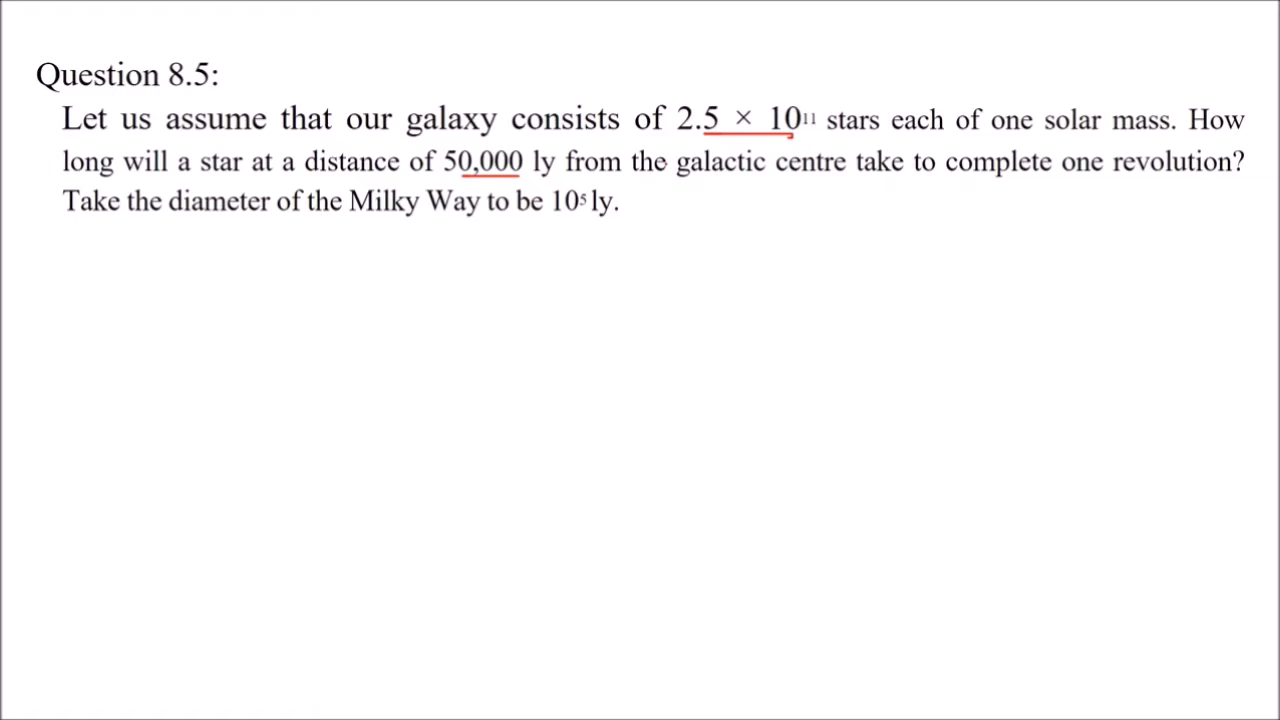 Question 8.5:
Let us assume that our galaxy consists of 2.5 × 10¹¹ stars each of one solar mass. How
long will a star at a distance of 50,000 ly from the galactic centre take to complete one revolution?
Take the diameter of the Milky Way to be 10⁵ ly.